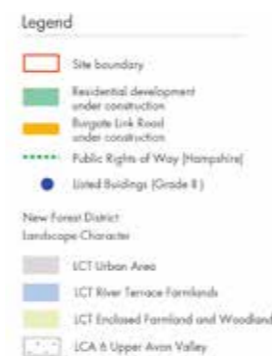 Legend
Site boundary
Residential development
under construction
Burgate Link Road
under construction
Public Rights of Way (Hampshire)
Listed Buidings (Grade II)
New Forest District
Landscape Character
LCT Urban Area
LCT River Terrace Farmlands
LCT Enclosed Farmland and Woodland
LCA 6 Upper Avon Valley